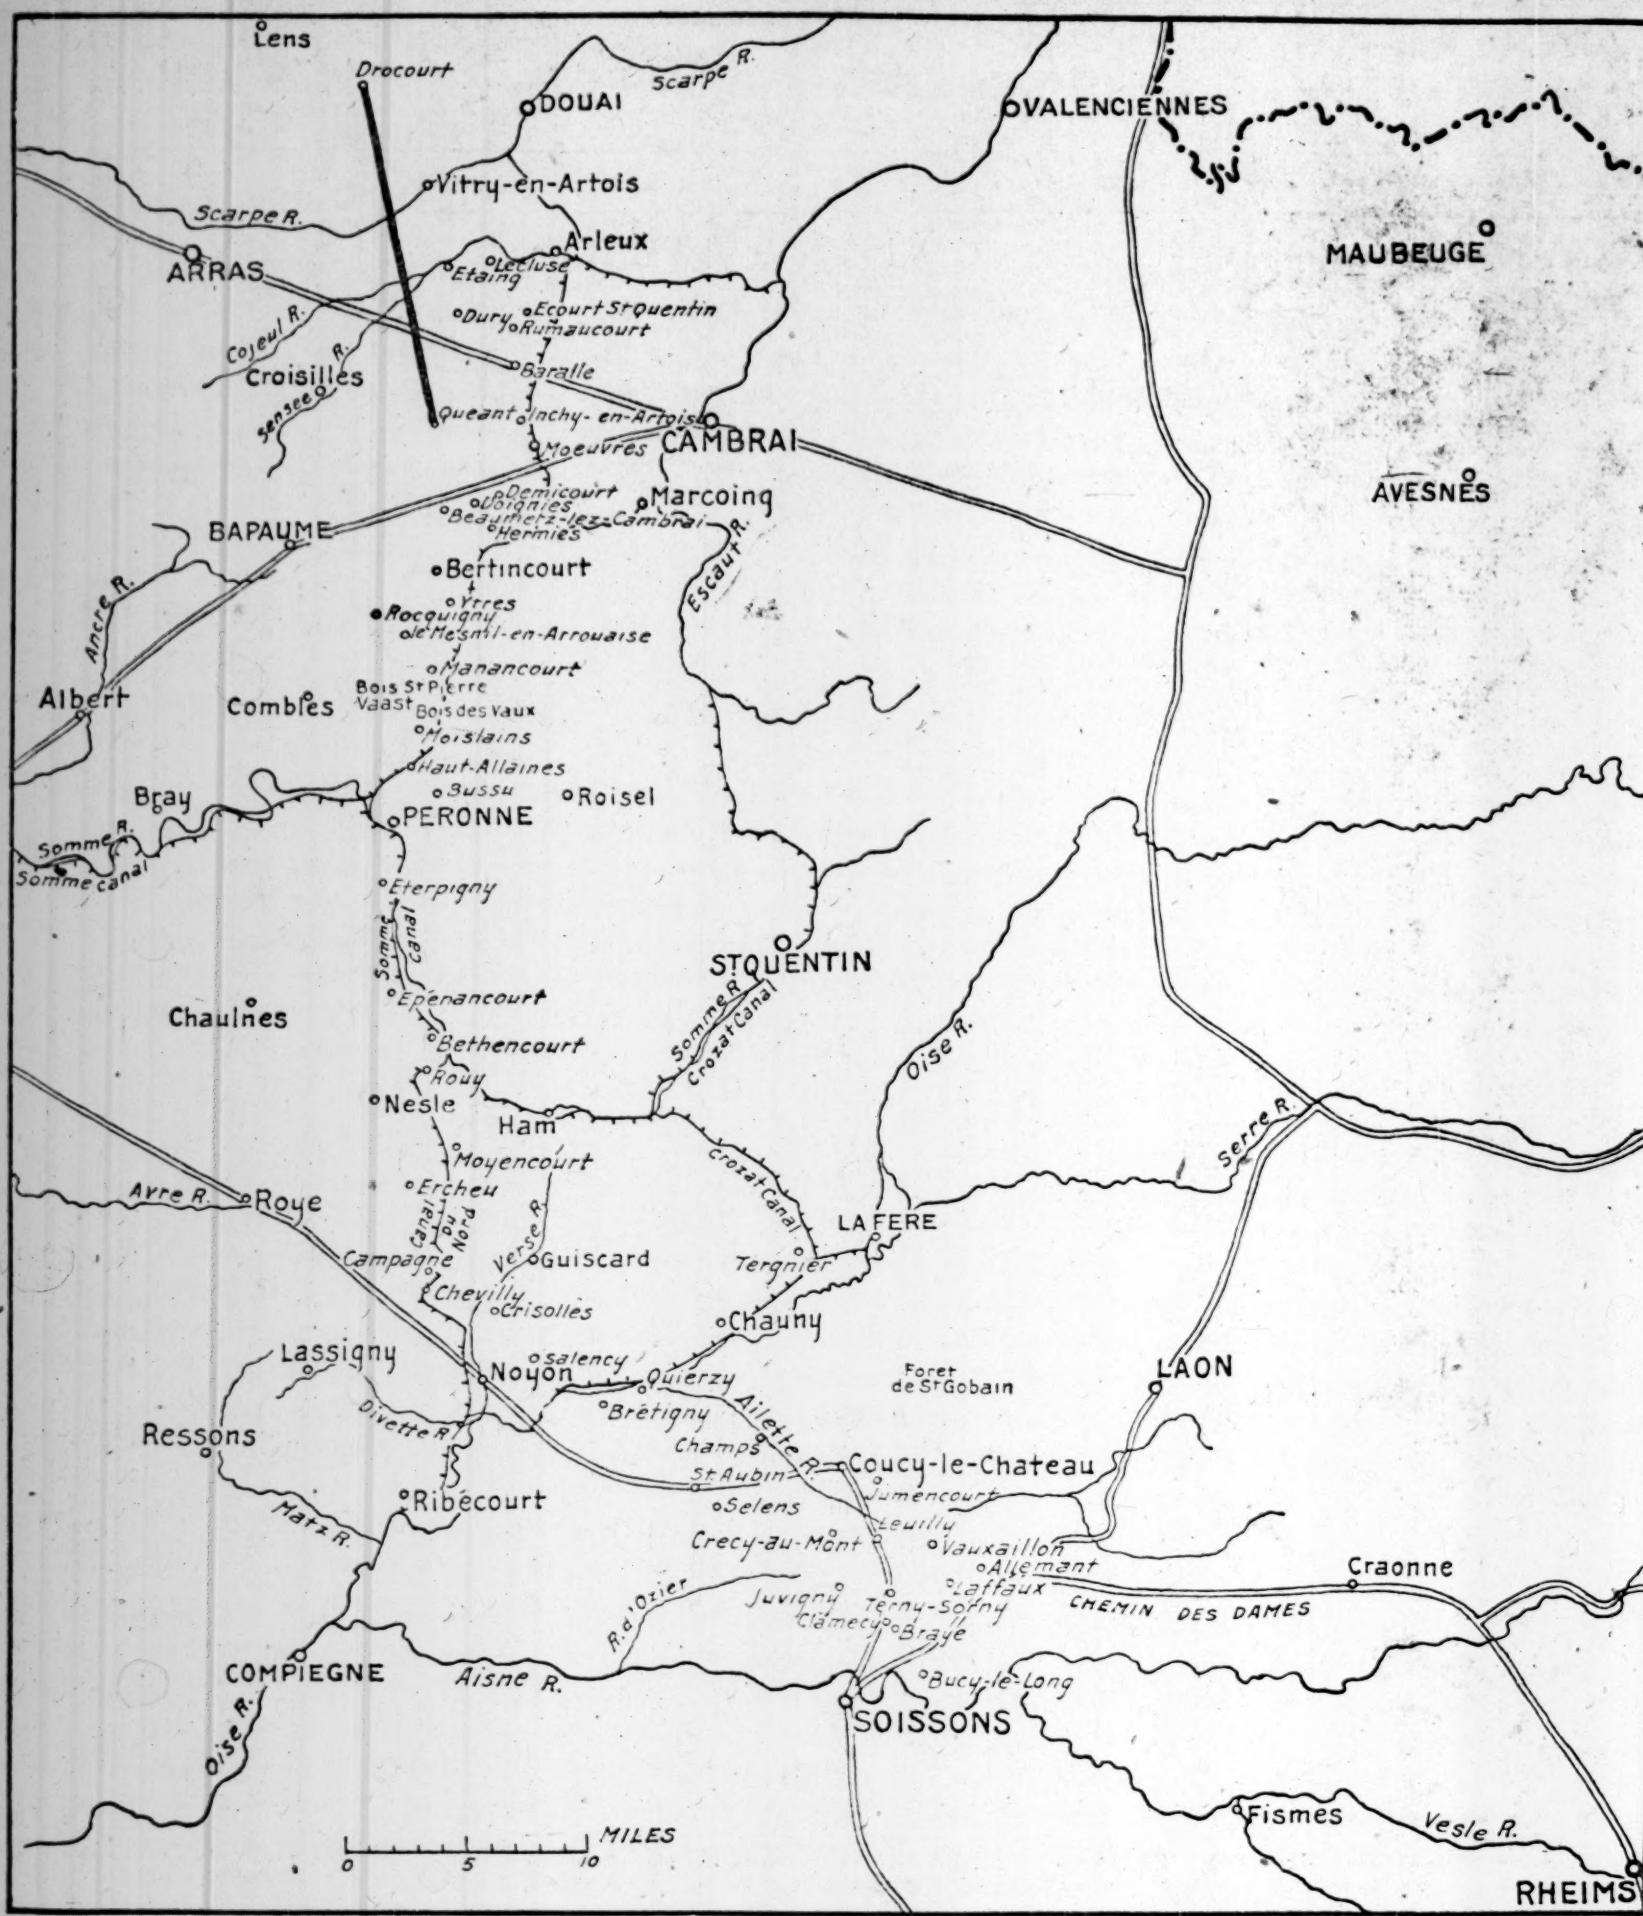 Lens
Drocourt
DOUAI
Scarpe R.
VALENCIENNES
Vitry-en-Artois
Scarpe R.
Arleux
MAUBEUGE
ARRAS
Lecluse
Etaing
Dury
Ecourt St Quentin
Rumaucourt
Cojeul R.
Croisilles
Sensee R.
Baralle
Queant
Inchy-en-Artois
CAMBRAI
Moeuvres
AVESNES
Demicourt
Doignies
Marcoing
Beaumetz-lez-Cambrai
Hermies
BAPAUME
Escaut R.
Bertincourt
Ancre R.
Ytres
Rocquigny
le Mesnil-en-Arrouaise
Manancourt
Albert
Combles
Bois St Pierre
Vaast
Bois des Vaux
Moislains
Haut-Allaines
Bray
Bussu
Roisel
PERONNE
Somme R.
Somme canal
Eterpigny
Somme
Canal
ST QUENTIN
Epénancourt
Chaulnes
Somme R.
Crozat Canal
Bethencourt
Oise R.
Rouy
Nesle
Ham
Serre R.
Moyencourt
Crozat Canal
Avre R.
Roye
Ercheu
Canal
Du
Nord
LA FERE
Verse R.
Campagne
Guiscard
Tergnier
Chevilly
Crisolles
Chauny
Lassigny
Salency
Noyon
Quierzy
Foret
de St Gobain
LAON
Divette R.
Brétigny
Ailette R.
Ressons
Champs
Coucy-le-Chateau
St. Aubin
Jumencourt
Ribécourt
Selens
Matz R.
Leuilly
Crecy-au-Mont
Vauxaillon
Allemant
Craonne
R. d'Ozier
Juvigny
Laffaux
Terny-Sorny
CHEMIN DES DAMES
Clamecy
Braye
COMPIEGNE
Aisne R.
Bucy-le-Long
SOISSONS
Oise R.
Fismes
Vesle R.
MILES
0 5 10
RHEIMS